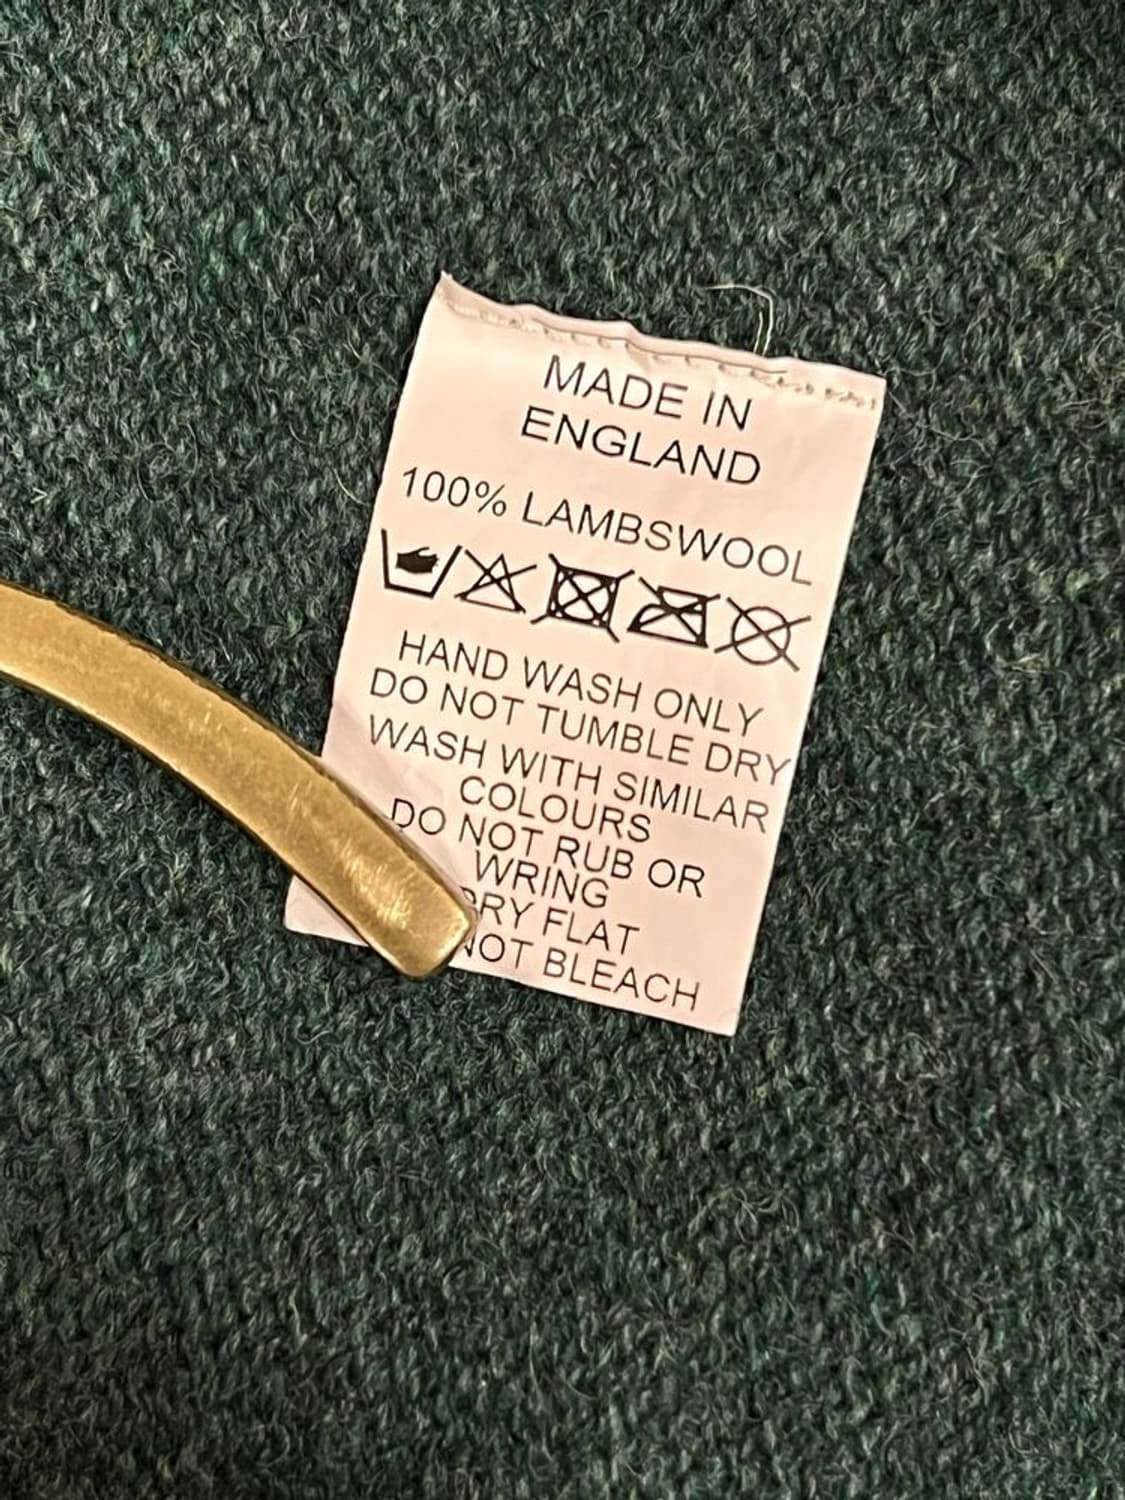 MADE IN
ENGLAND
100% LAMBSWOOL
HAND WASH ONLY
DO NOT TUMBLE DRY
WASH WITH SIMILAR
COLOURS
DO NOT RUB OR
WRING
DRY FLAT
NOT BLEACH